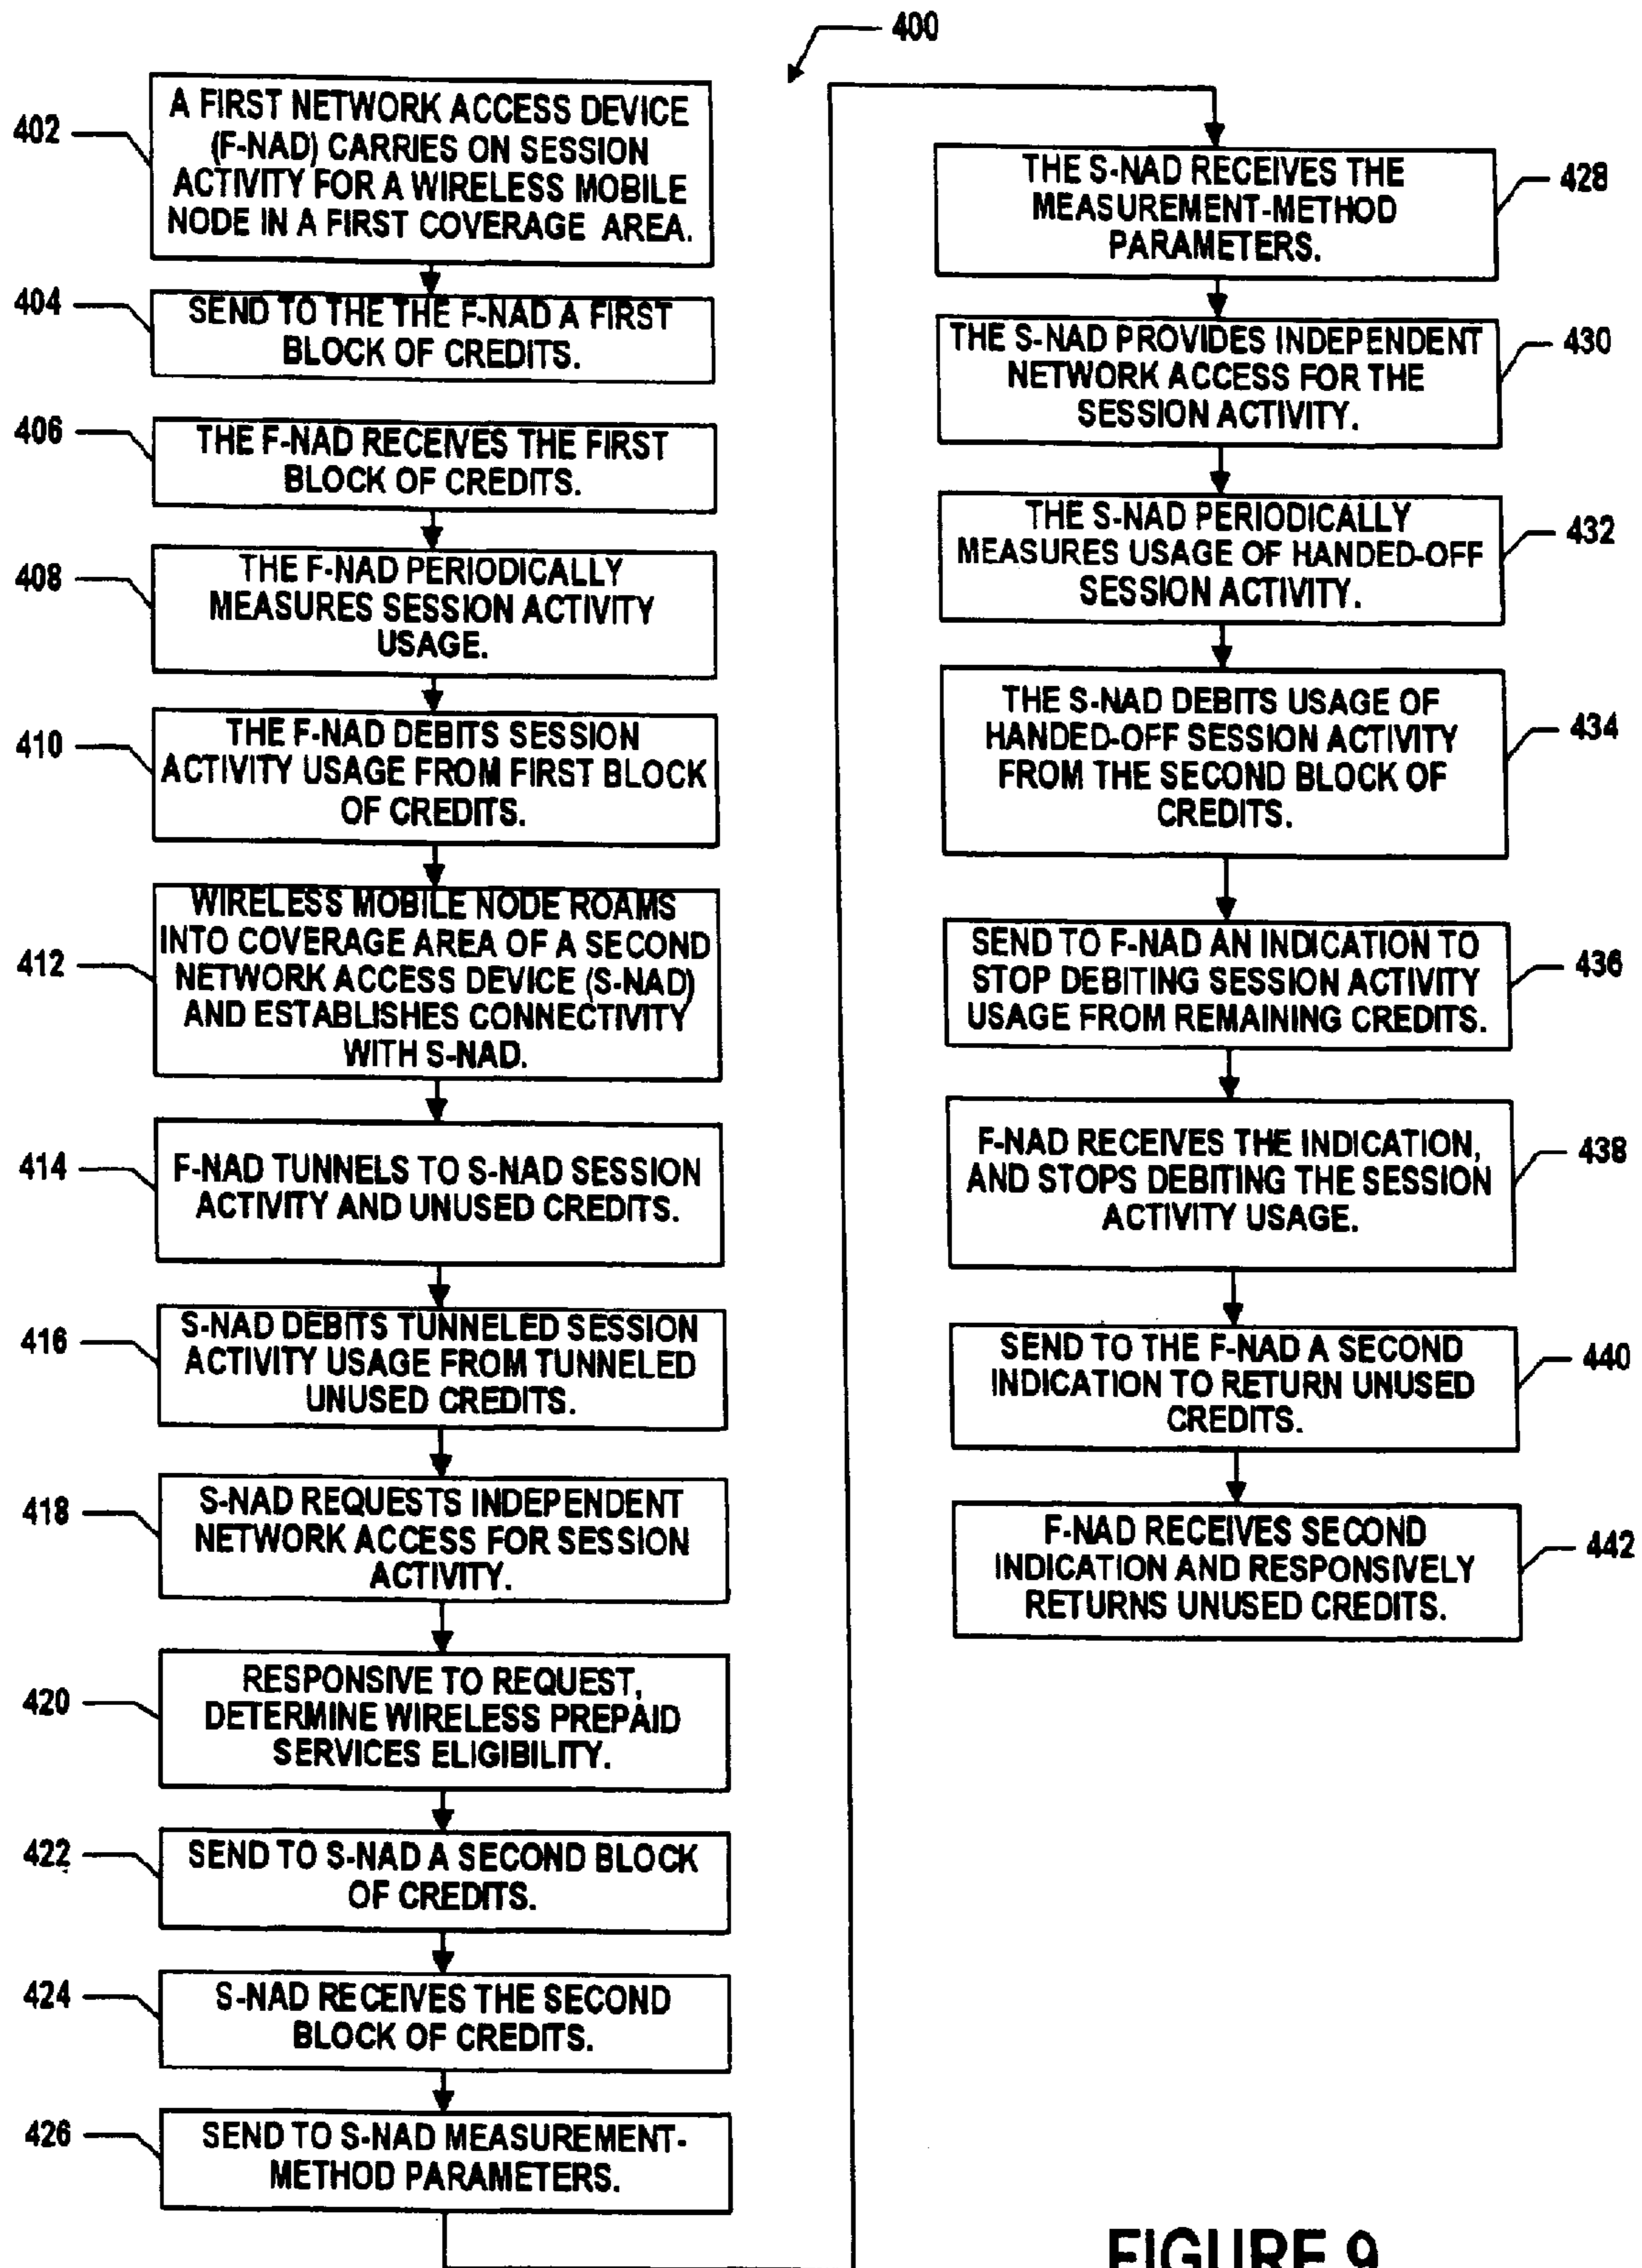 400
402
A FIRST NETWORK ACCESS DEVICE
(F-NAD) CARRIES ON SESSION
ACTIVITY FOR A WIRELESS MOBILE
NODE IN A FIRST COVERAGE AREA.
404
SEND TO THE THE F-NAD A FIRST
BLOCK OF CREDITS.
406
THE F-NAD RECEIVES THE FIRST
BLOCK OF CREDITS.
408
THE F-NAD PERIODICALLY
MEASURES SESSION ACTIVITY
USAGE.
410
THE F-NAD DEBITS SESSION
ACTIVITY USAGE FROM FIRST BLOCK
OF CREDITS.
412
WIRELESS MOBILE NODE ROAMS
INTO COVERAGE AREA OF A SECOND
NETWORK ACCESS DEVICE (S-NAD)
AND ESTABLISHES CONNECTIVITY
WITH S-NAD.
414
F-NAD TUNNELS TO S-NAD SESSION
ACTIVITY AND UNUSED CREDITS.
416
S-NAD DEBITS TUNNELED SESSION
ACTIVITY USAGE FROM TUNNELED
UNUSED CREDITS.
418
S-NAD REQUESTS INDEPENDENT
NETWORK ACCESS FOR SESSION
ACTIVITY.
420
RESPONSIVE TO REQUEST,
DETERMINE WIRELESS PREPAID
SERVICES ELIGIBILITY.
422
SEND TO S-NAD A SECOND BLOCK
OF CREDITS.
424
S-NAD RECEIVES THE SECOND
BLOCK OF CREDITS.
426
SEND TO S-NAD MEASUREMENT-
METHOD PARAMETERS.
THE S-NAD RECEIVES THE
MEASUREMENT-METHOD
PARAMETERS.
428
THE S-NAD PROVIDES INDEPENDENT
NETWORK ACCESS FOR THE
SESSION ACTIVITY.
430
THE S-NAD PERIODICALLY
MEASURES USAGE OF HANDED-OFF
SESSION ACTIVITY.
432
THE S-NAD DEBITS USAGE OF
HANDED-OFF SESSION ACTIVITY
FROM THE SECOND BLOCK OF
CREDITS.
434
SEND TO F-NAD AN INDICATION TO
STOP DEBITING SESSION ACTIVITY
USAGE FROM REMAINING CREDITS.
436
F-NAD RECEIVES THE INDICATION,
AND STOPS DEBITING THE SESSION
ACTIVITY USAGE.
438
SEND TO THE F-NAD A SECOND
INDICATION TO RETURN UNUSED
CREDITS.
440
F-NAD RECEIVES SECOND
INDICATION AND RESPONSIVELY
RETURNS UNUSED CREDITS.
442
FIGURE 9